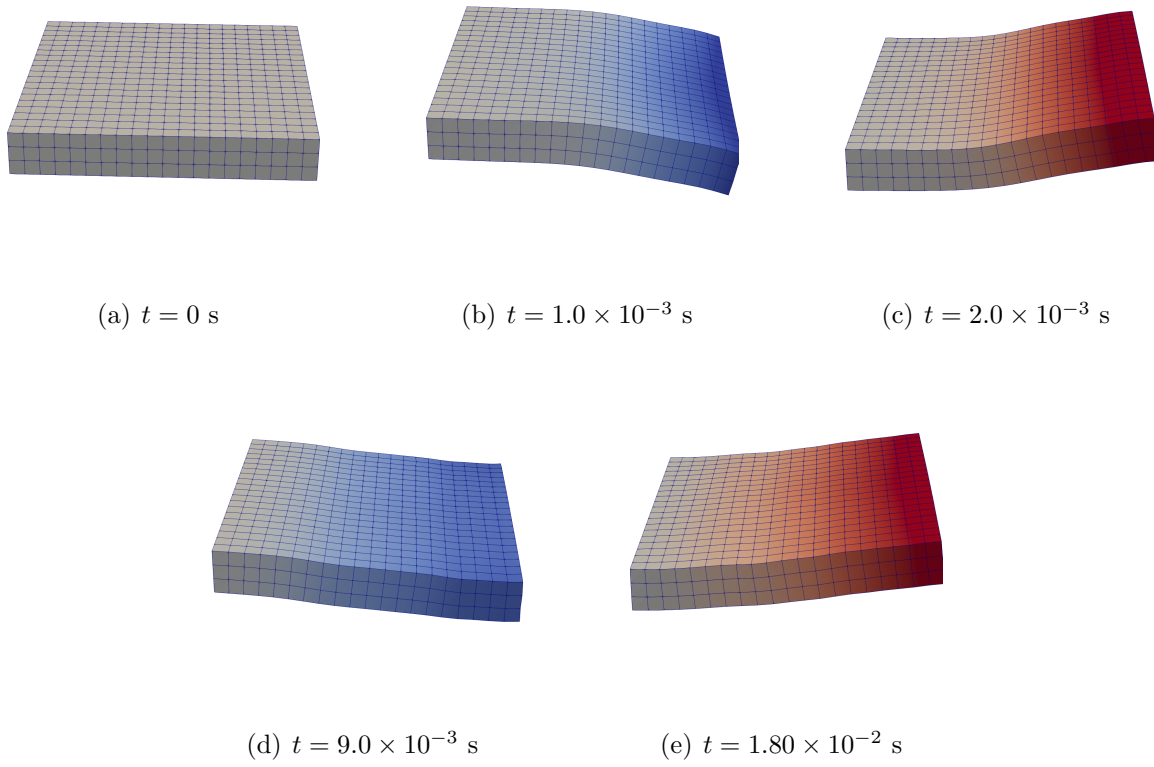 (a) t = 0 s
(b) t = 1.0 × 10⁻³ s
(c) t = 2.0 × 10⁻³ s
(d) t = 9.0 × 10⁻³ s
(e) t = 1.80 × 10⁻² s